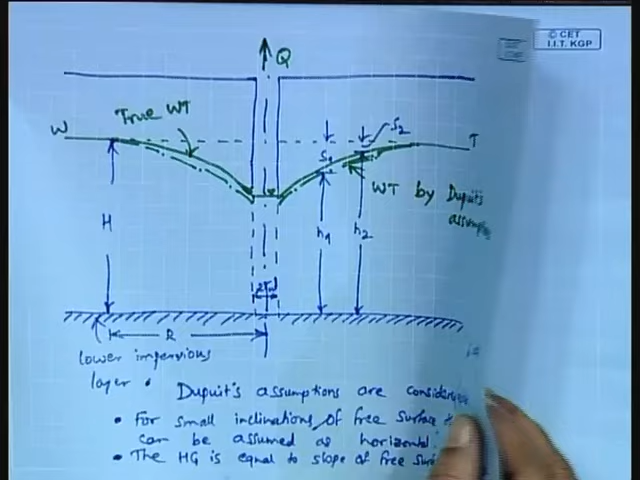 © CET
I.I.T. KGP
Q
True WT
W
T
S2
S1
WT by Dupuit's
H
h1
h2
2rw
R
lower impervious
layer.
Dupuit's assumptions are
• For small inclinations of free surface
can be assumed as horizontal
• The HG is equal to slope of free